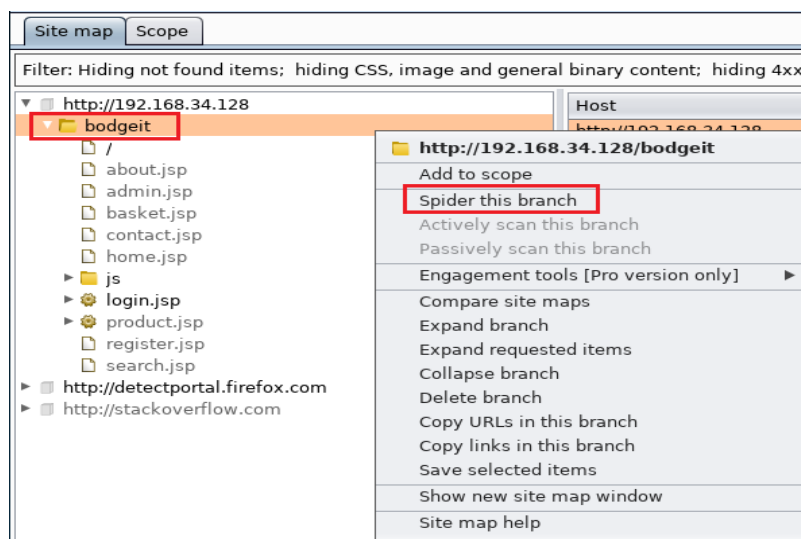 Site map Scope
Filter: Hiding not found items; hiding CSS, image and general binary content; hiding 4xx
http://192.168.34.128
Host
bodgeit
http://192.168.34.128
/
http://192.168.34.128/bodgeit
about.jsp
Add to scope
admin.jsp
Spider this branch
basket.jsp
Actively scan this branch
contact.jsp
Passively scan this branch
home.jsp
Engagement tools [Pro version only]
js
Compare site maps
login.jsp
Expand branch
product.jsp
Expand requested items
register.jsp
Collapse branch
search.jsp
Delete branch
http://detectportal.firefox.com
Copy URLs in this branch
http://stackoverflow.com
Copy links in this branch
Save selected items
Show new site map window
Site map help